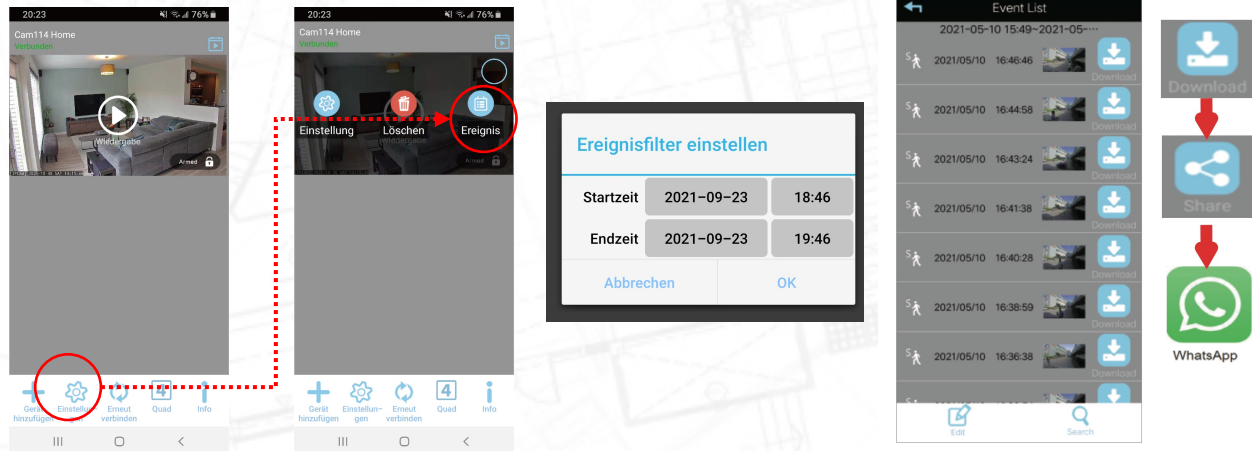 20:23
76%
Cam114 Home
Verbunden
Wiedergabe
Armed
Gerät
hinzufügen
Einstellun-
gen
Erneut
verbinden
Quad
Info
20:23
76%
Cam114 Home
Verbunden
Einstellung
Löschen
Ereignis
Wiedergabe
Armed
Gerät
hinzufügen
Einstellun-
gen
Erneut
verbinden
4
Quad
Info
Ereignisfilter einstellen
Startzeit 2021-09-23 18:46
Endzeit 2021-09-23 19:46
Abbrechen OK
Event List
2021-05-10 15:49~2021-05-···
S 2021/05/10 16:46:46
Download
S 2021/05/10 16:44:58
Download
S 2021/05/10 16:43:24
Download
S 2021/05/10 16:41:38
Download
S 2021/05/10 16:40:28
Download
S 2021/05/10 16:38:59
Download
S 2021/05/10 16:36:38
Download
Edit
Search
Download
Share
WhatsApp